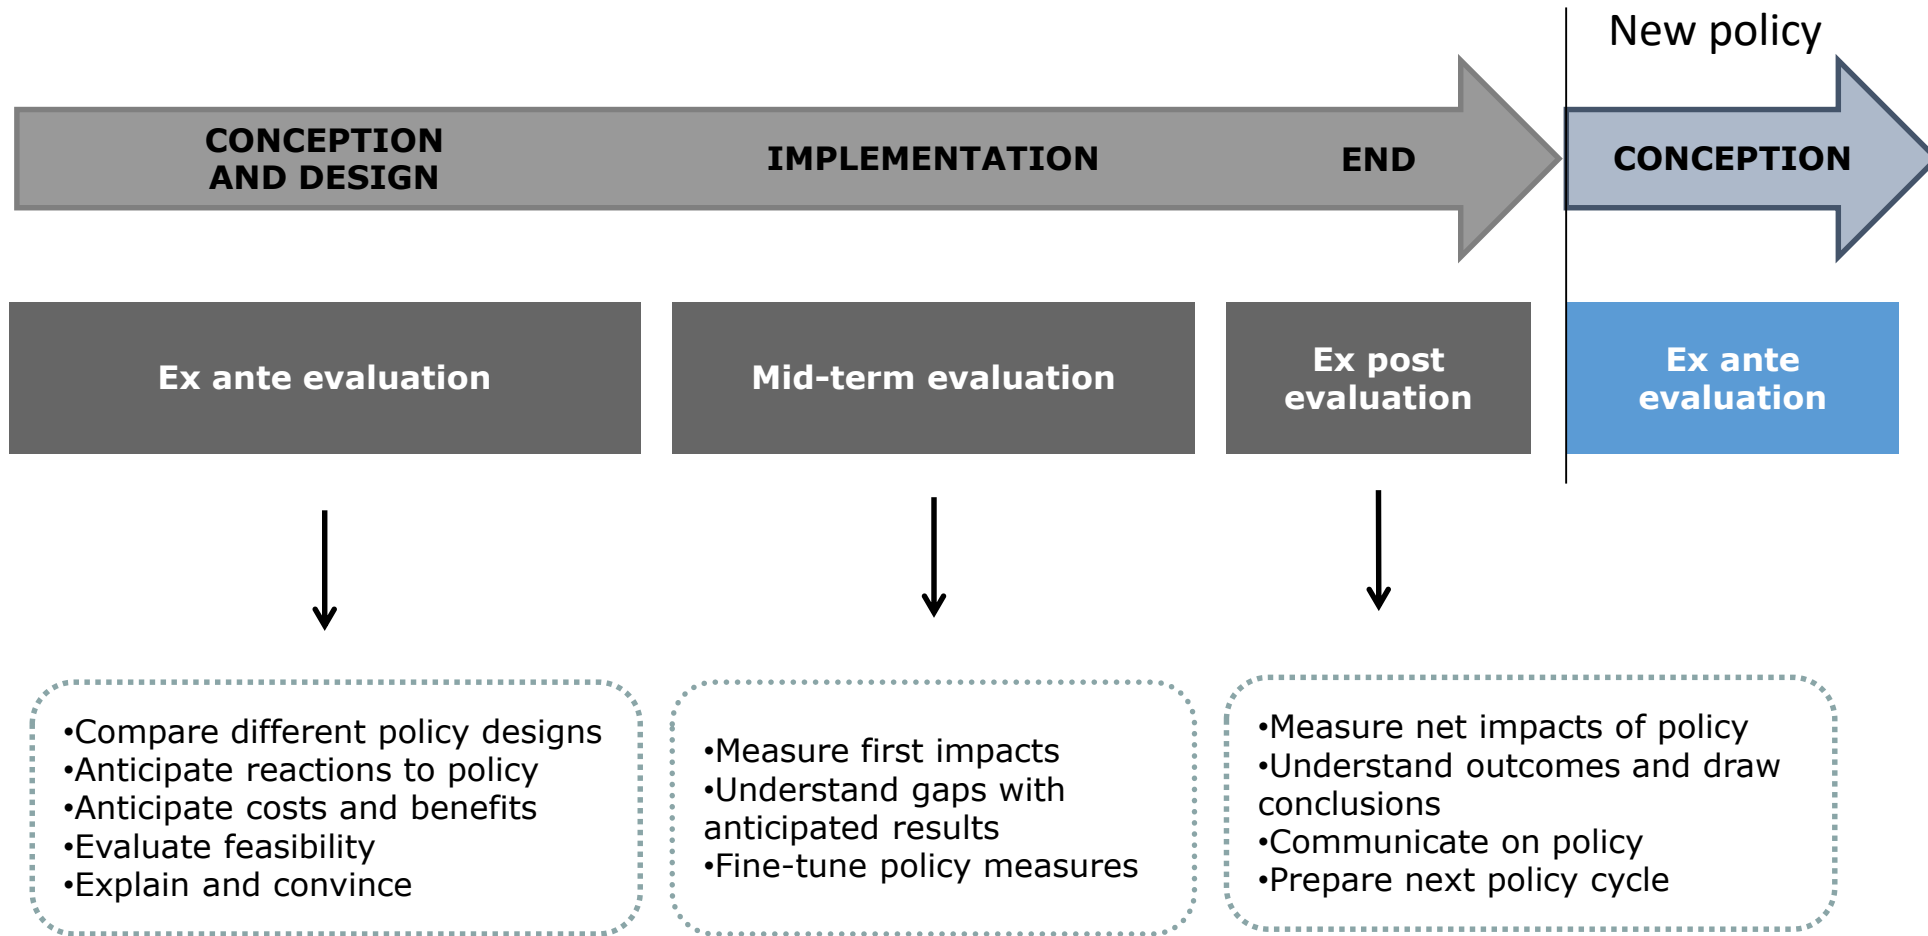 New policy
CONCEPTION
AND DESIGN
IMPLEMENTATION
END
CONCEPTION
Ex ante evaluation
Mid-term evaluation
Ex post
evaluation
Ex ante
evaluation
•Compare different policy designs
•Anticipate reactions to policy
•Anticipate costs and benefits
•Evaluate feasibility
•Explain and convince
•Measure first impacts
•Understand gaps with
anticipated results
•Fine-tune policy measures
•Measure net impacts of policy
•Understand outcomes and draw
conclusions
•Communicate on policy
•Prepare next policy cycle